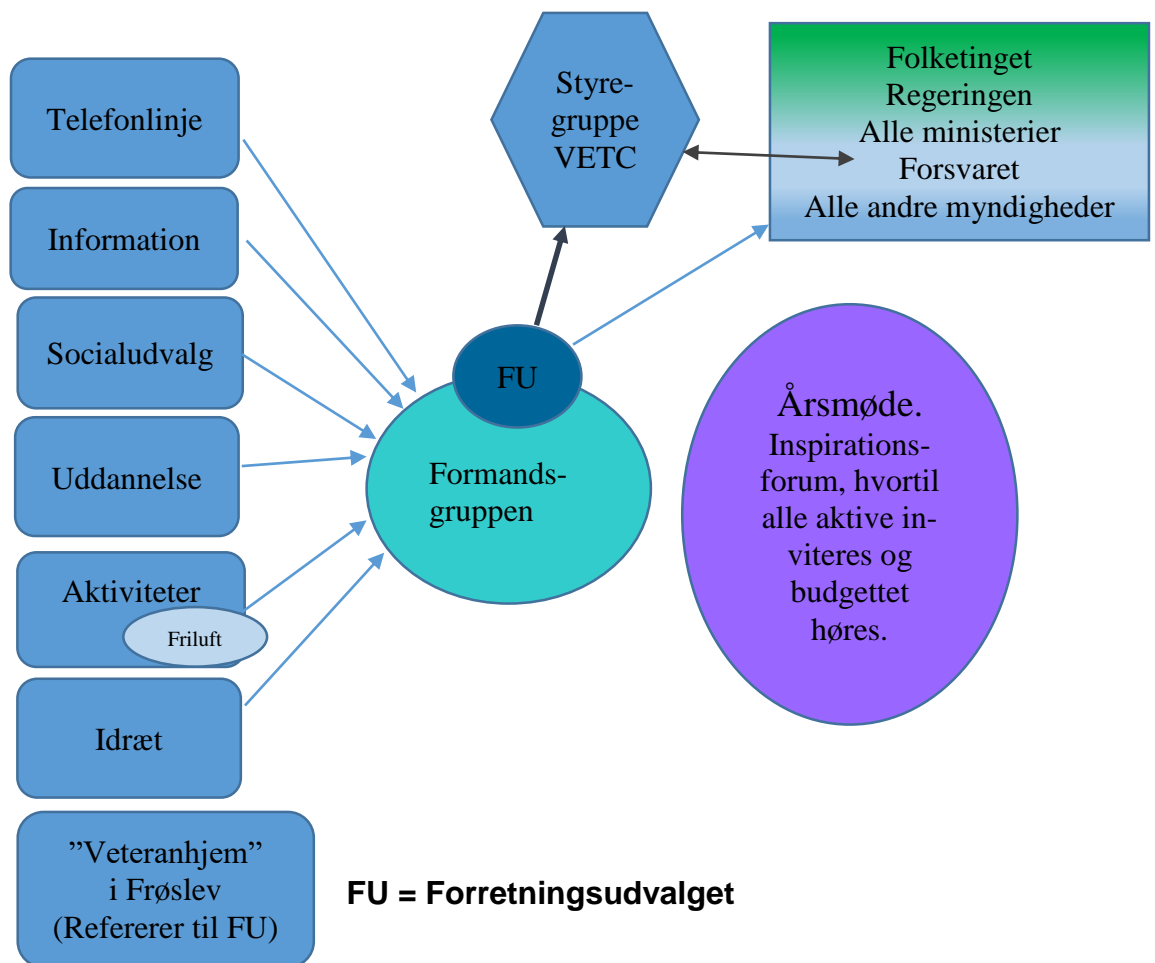 Telefonlinje
Information
Socialudvalg
Uddannelse
Aktiviteter
Friluft
Idræt
”Veteranhjem”
i Frøslev
(Refererer til FU)
Styre-
gruppe
VETC
Folketinget
Regeringen
Alle ministerier
Forsvaret
Alle andre myndigheder
FU
Formands-
gruppen
Årsmøde.
Inspirations-
forum, hvortil
alle aktive in-
viteres og
budgettet
høres.
FU = Forretningsudvalget